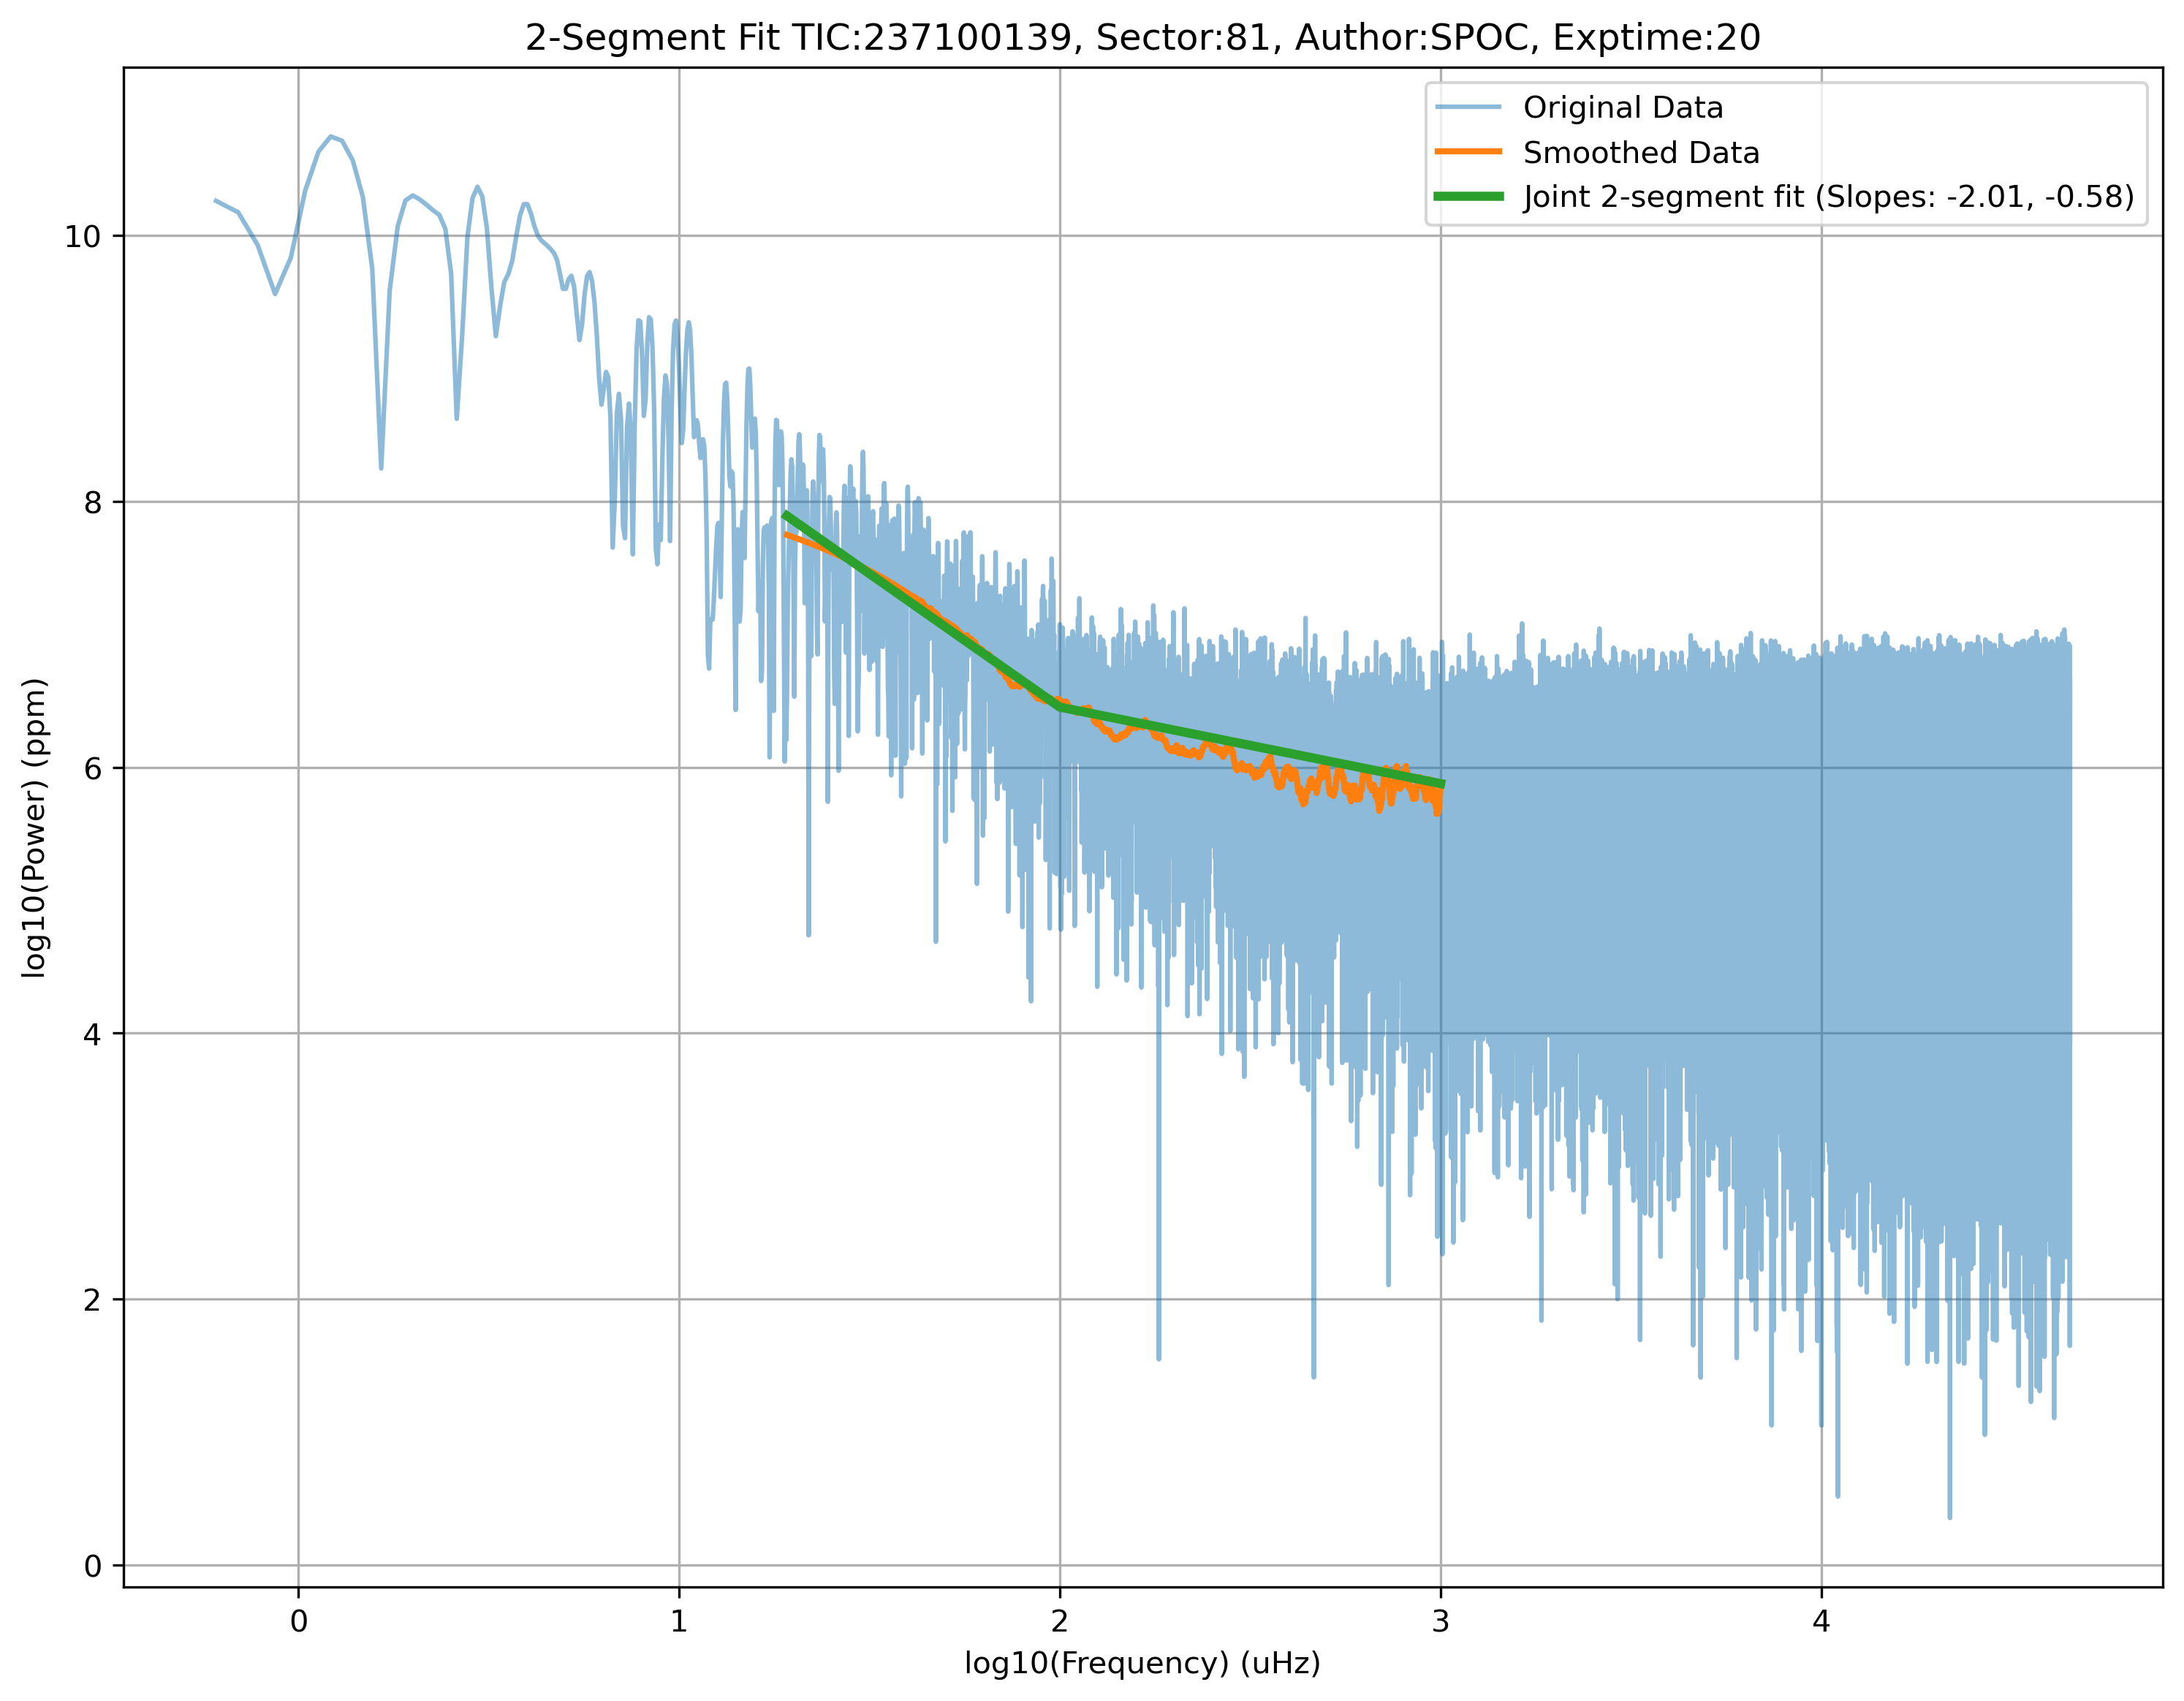 2-Segment Fit TIC:237100139, Sector:81, Author:SPOC, Exptime:20
Original Data
Smoothed Data
Joint 2-segment fit (Slopes: -2.01, -0.58)
log10(Power) (ppm)
10
8
6
4
2
0
0 1 2 3 4
log10(Frequency) (uHz)